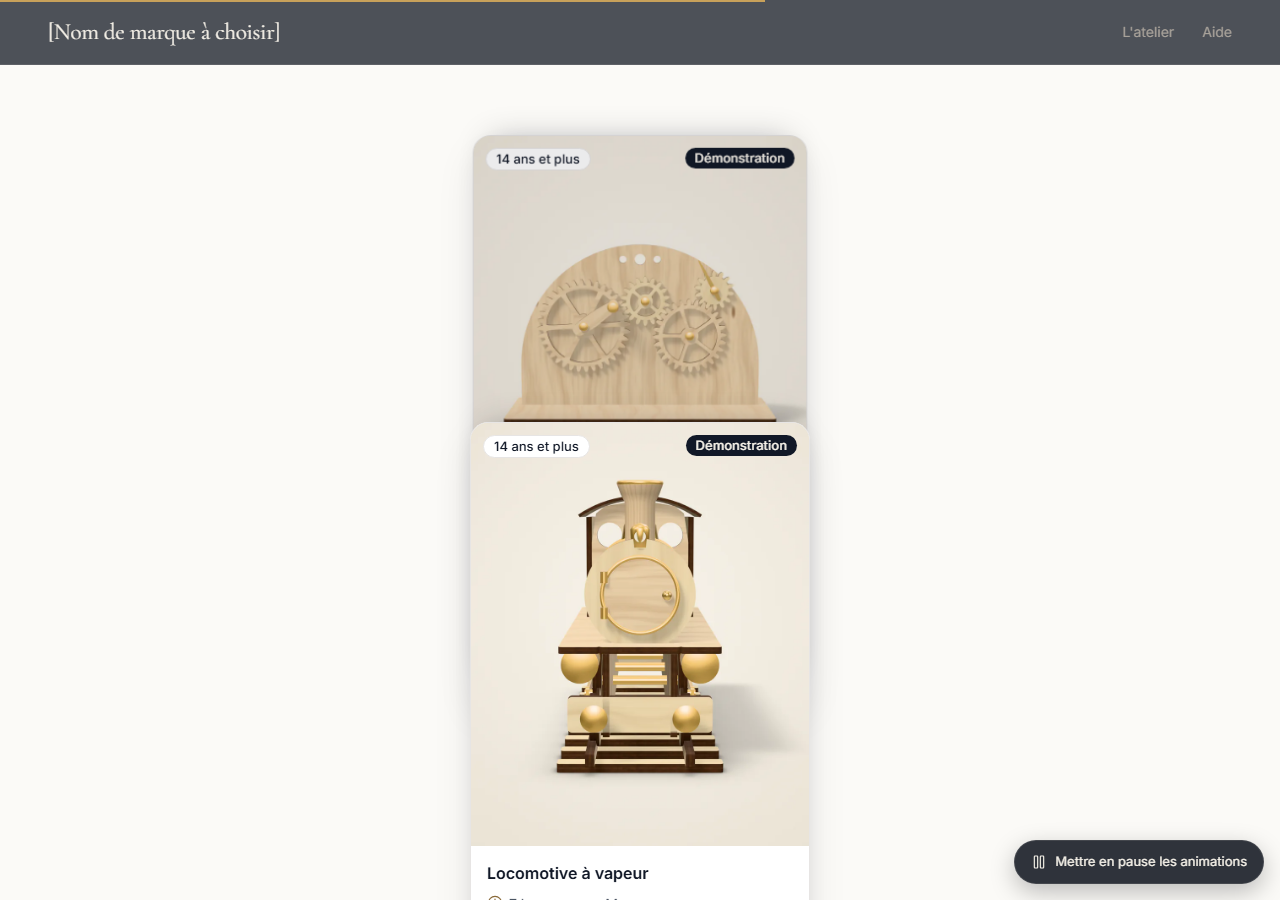 [Nom de marque à choisir]
L'atelier
Aide
14 ans et plus
Démonstration
14 ans et plus
Démonstration
Locomotive à vapeur
Mettre en pause les animations